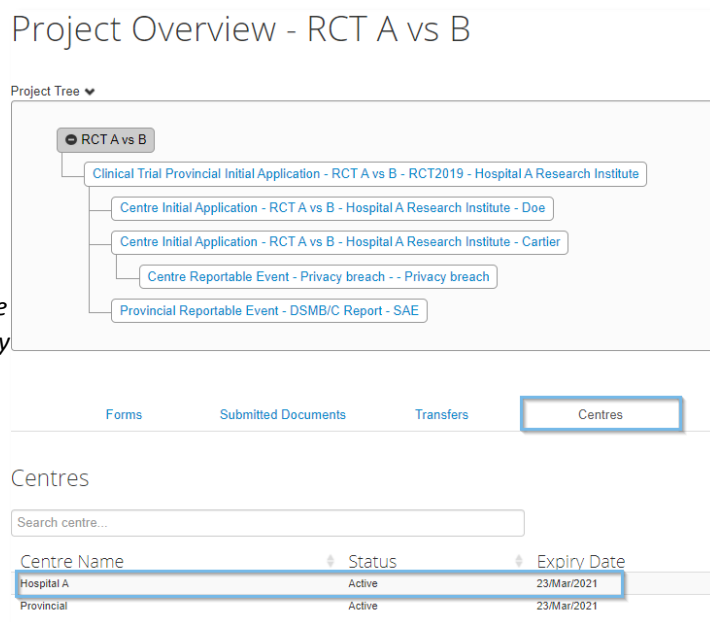 Project Overview - RCT A vs B
Project Tree
RCT A vs B
Clinical Trial Provincial Initial Application - RCT A vs B - RCT2019 - Hospital A Research Institute
Centre Initial Application - RCT A vs B - Hospital A Research Institute - Doe
Centre Initial Application - RCT A vs B - Hospital A Research Institute - Cartier
Centre Reportable Event - Privacy breach - - Privacy breach
e
Provincial Reportable Event - DSMB/C Report - SAE
y
Forms Submitted Documents Transfers Centres
Centres
Search centre...
Centre Name Status Expiry Date
Hospital A Active 23/Mar/2021
Provincial Active 23/Mar/2021